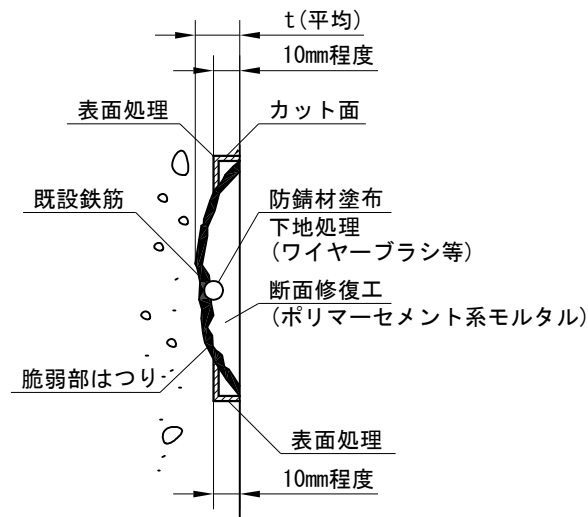 t(平均)
10mm程度
表面処理
カット面
既設鉄筋
防錆材塗布
下地処理
(ワイヤーブラシ等)
断面修復工
(ポリマーセメント系モルタル)
脆弱部はつり
表面処理
10mm程度